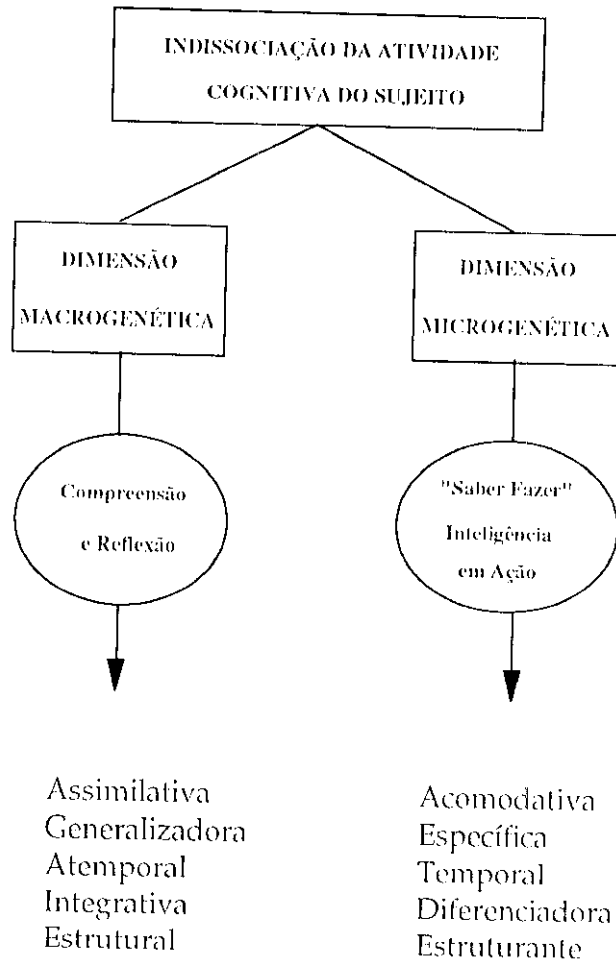 INDISSOCIAÇÃO DA ATIVIDADE
COGNITIVA DO SUJEITO
DIMENSÃO
MACROGENÉTICA
DIMENSÃO
MICROGENÉTICA
Compreensão
e Reflexão
"Saber Fazer"
Inteligência
em Ação
Assimilativa
Generalizadora
Atemporal
Integrativa
Estrutural
Acomodativa
Específica
Temporal
Diferenciadora
Estruturante